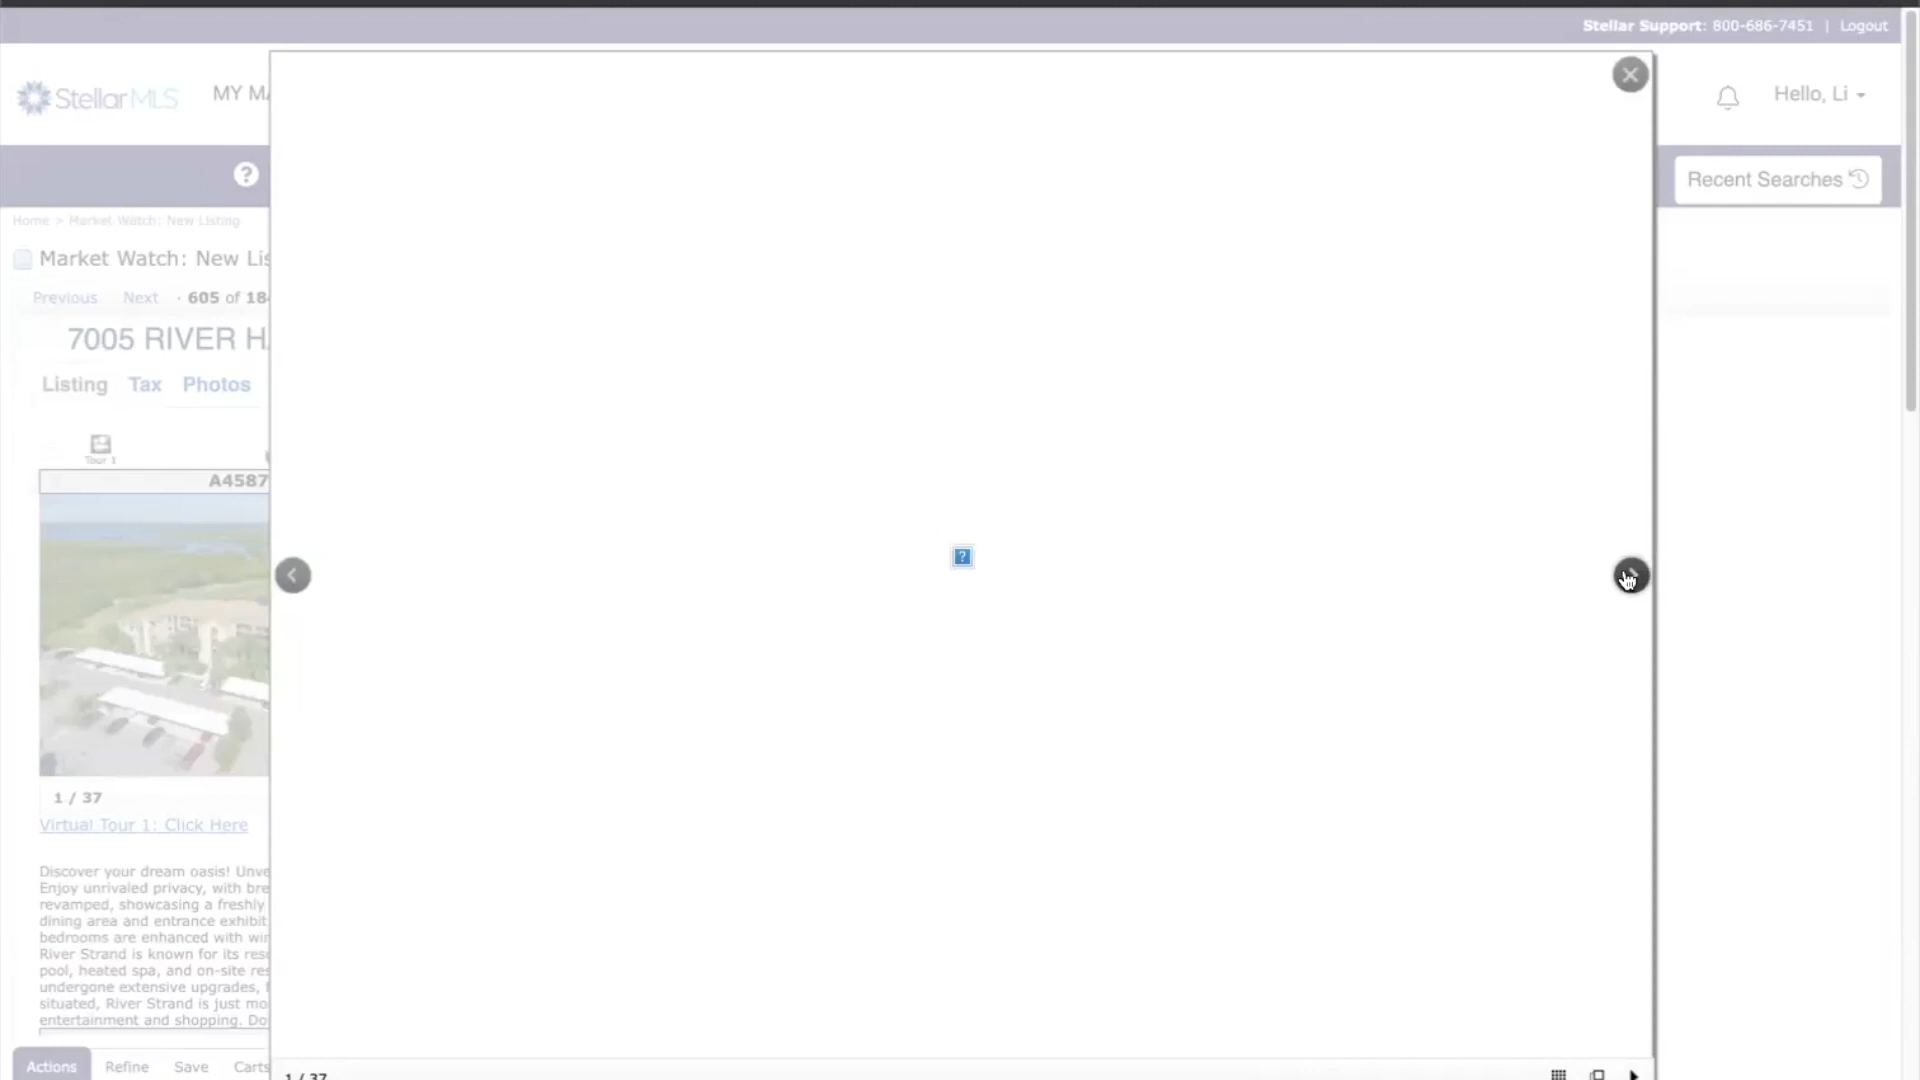 Stellar Support: 800-686-7451 | Logout
StellarMLS
MY MA
Hello, Li
?
Recent Searches
Home > Market Watch: New Listing
Market Watch: New Lis
Previous Next · 605 of 18
7005 RIVER H
Listing Tax Photos
Tour 1
A4587
?
1 / 37
Virtual Tour 1: Click Here
Discover your dream oasis! Unve
Enjoy unrivaled privacy, with bre
revamped, showcasing a freshly
dining area and entrance exhibit
bedrooms are enhanced with win
River Strand is known for its reso
pool, heated spa, and on-site res
undergone extensive upgrades,
situated, River Strand is just mo
entertainment and shopping. Do
Actions Refine Save Carts
1 / 37